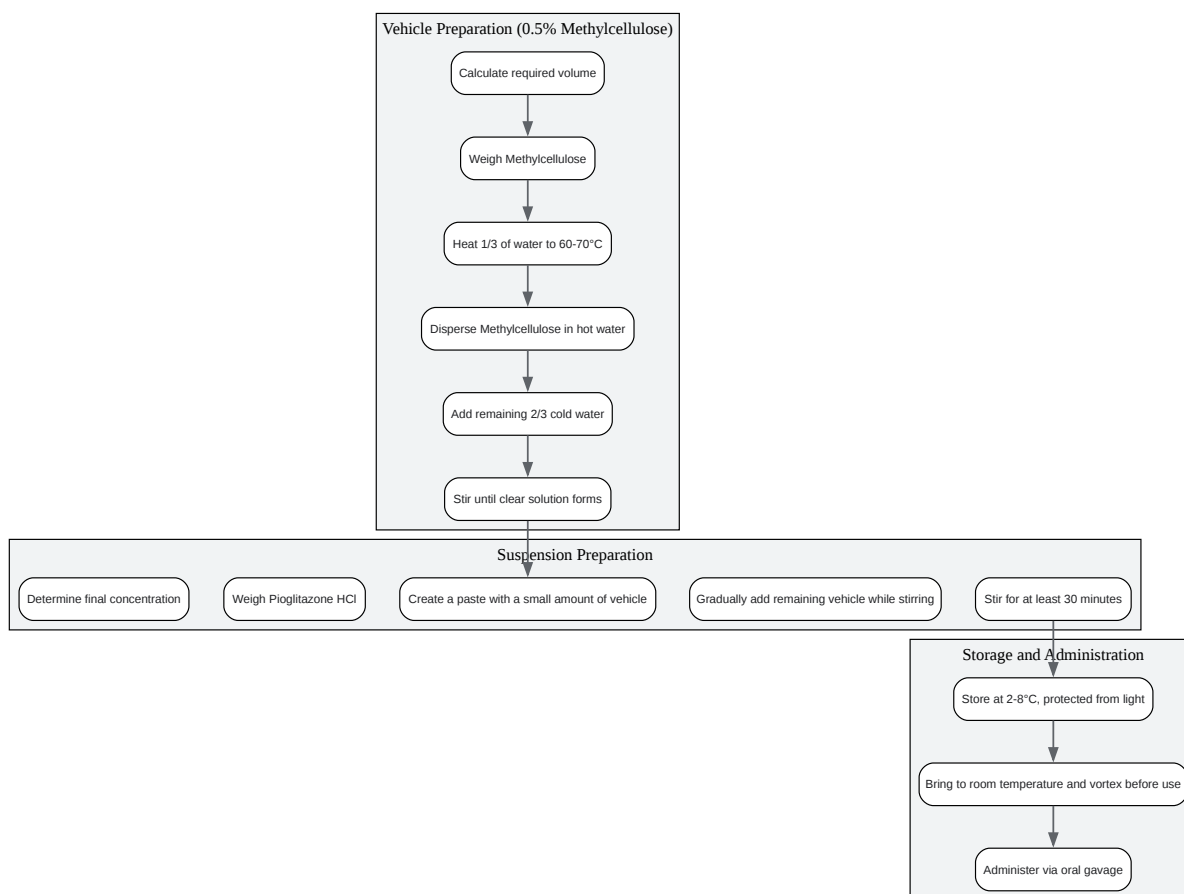 Vehicle Preparation (0.5% Methylcellulose)
Calculate required volume
Weigh Methylcellulose
Heat 1/3 of water to 60-70°C
Disperse Methylcellulose in hot water
Add remaining 2/3 cold water
Stir until clear solution forms
Suspension Preparation
Determine final concentration
Weigh Pioglitazone HCl
Create a paste with a small amount of vehicle
Gradually add remaining vehicle while stirring
Stir for at least 30 minutes
Storage and Administration
Store at 2-8°C, protected from light
Bring to room temperature and vortex before use
Administer via oral gavage